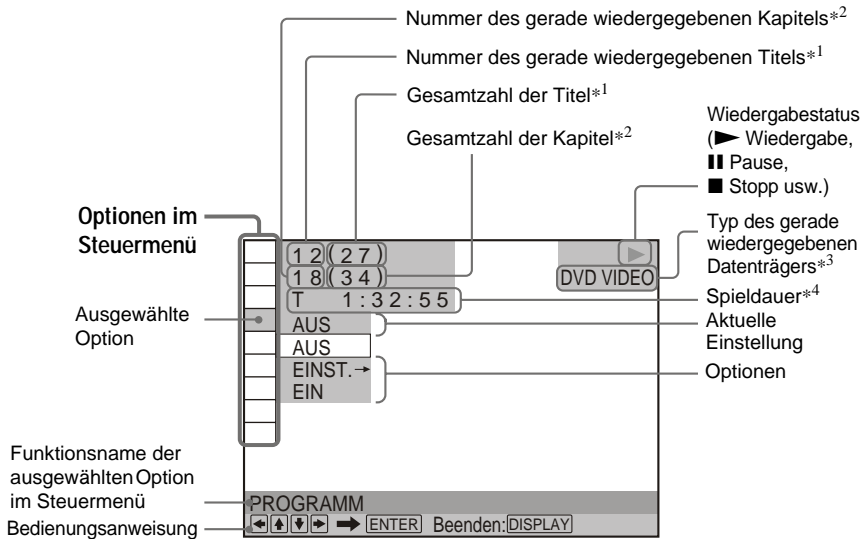 Nummer des gerade wiedergegebenen Kapitels*2
Nummer des gerade wiedergegebenen Titels*1
Gesamtzahl der Titel*1
Gesamtzahl der Kapitel*2
Wiedergabestatus
(► Wiedergabe,
❚❚ Pause,
■ Stopp usw.)
Optionen im
Steuermenü
Typ des gerade
wiedergegebenen
Datenträgers*3
12(27)
►
18(34)
DVD VIDEO
T 1:32:55
Spieldauer*4
Ausgewählte
Option
AUS
Aktuelle
Einstellung
AUS
EINST.→
EIN
Optionen
Funktionsname der
ausgewählten Option
im Steuermenü
PROGRAMM
Bedienungsanweisung
←↑↓→ ➡ ENTER Beenden: DISPLAY